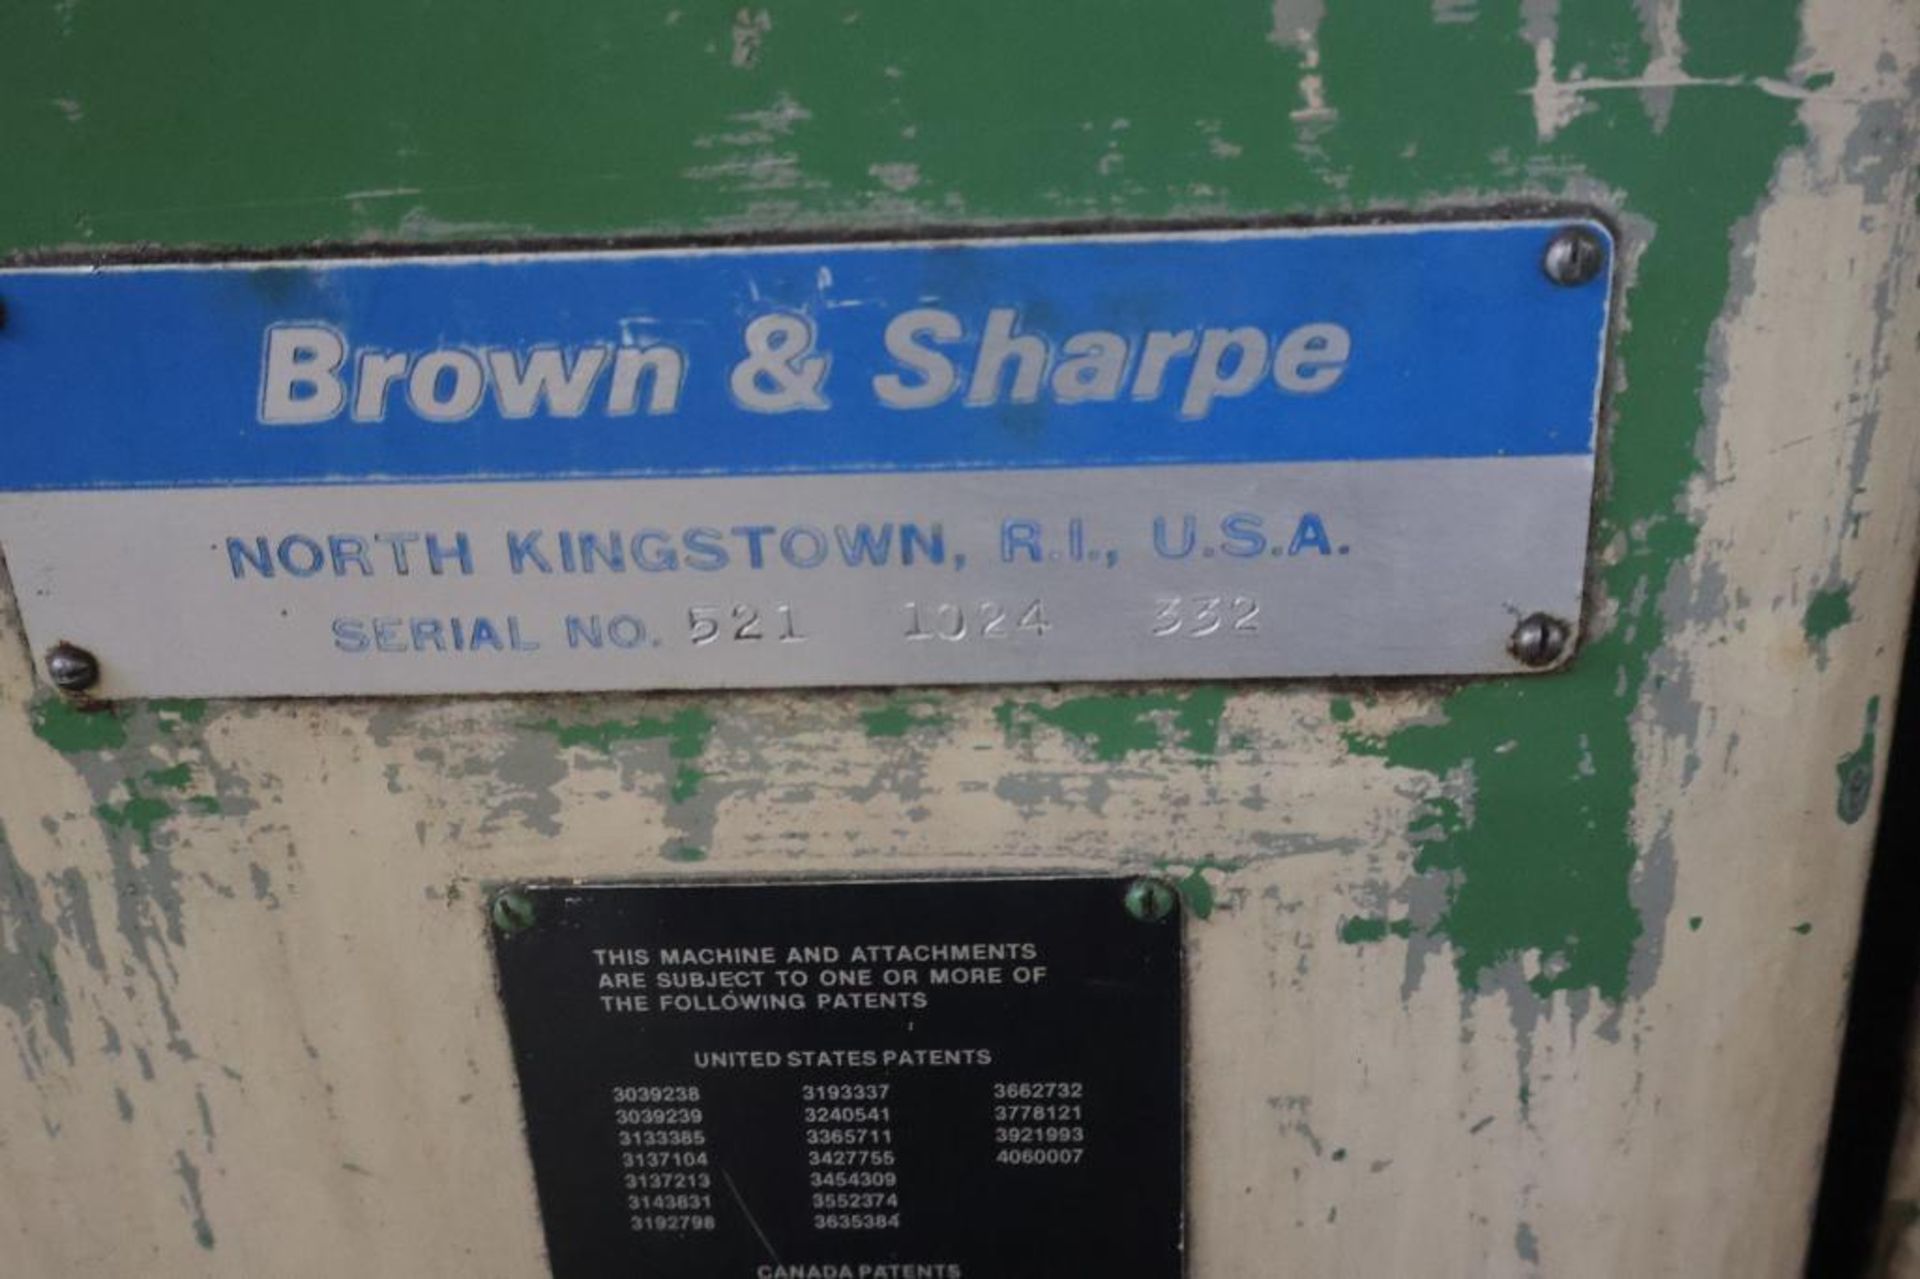 Brown & Sharpe
NORTH KINGSTOWN, R.I., U.S.A.
SERIAL NO. 521 1024 332
THIS MACHINE AND ATTACHMENTS
ARE SUBJECT TO ONE OR MORE OF
THE FOLLOWING PATENTS
UNITED STATES PATENTS
3039238 3193337 3662732
3039239 3240541 3778121
3133385 3365711 3921993
3137104 3427755 4060007
3137213 3454309
3143831 3552374
3192798 3635384
CANADA PATENTS